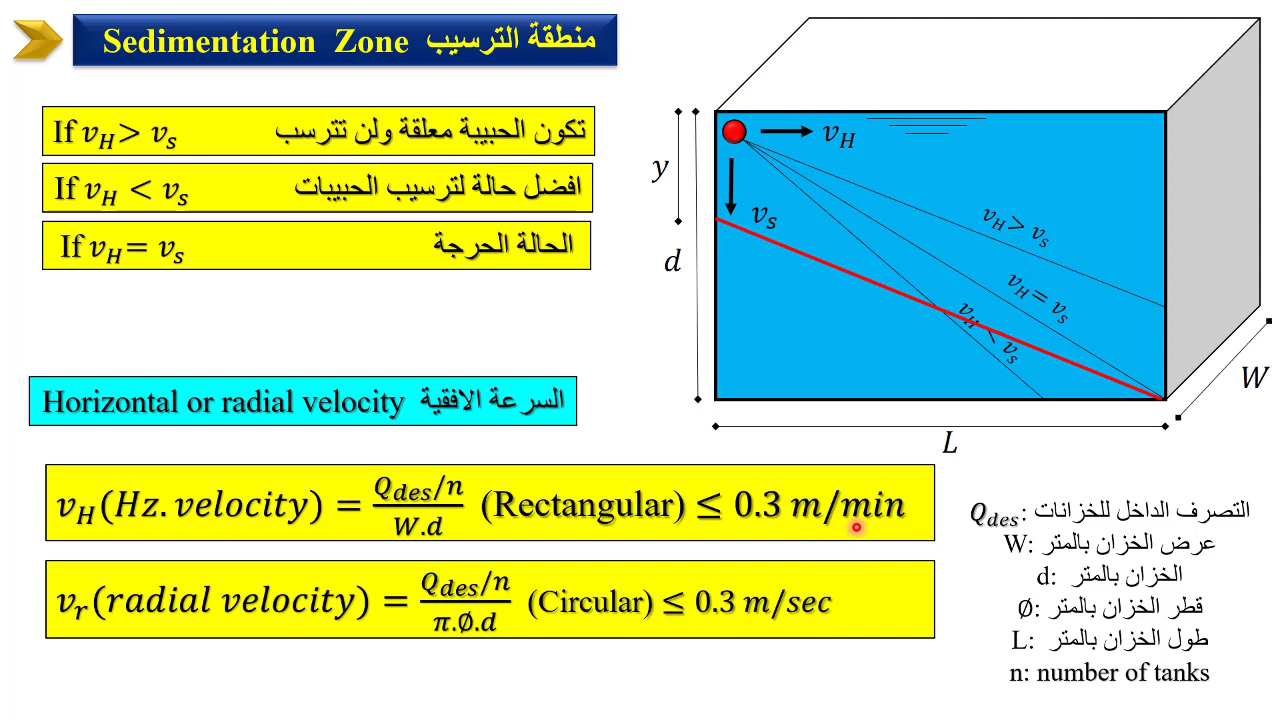 Sedimentation Zone منطقة الترسيب
If v_H > v_s تكون الحبيبة معلقة ولن تترسب
If v_H < v_s افضل حالة لترسيب الحبيبات
If v_H = v_s الحالة الحرجة
v_H
v_s
y
d
v_H > v_s
v_H = v_s
v_H < v_s
W
L
Horizontal or radial velocity السرعة الافقية
v_H (Hz. velocity) = (Q_des/n)/(W.d) (Rectangular) ≤ 0.3 m/min
v_r (radial velocity) = (Q_des/n)/(π.∅.d) (Circular) ≤ 0.3 m/sec
Q_des: التصرف الداخل للخزانات
W: عرض الخزان بالمتر
d: الخزان بالمتر
∅: قطر الخزان بالمتر
L: طول الخزان بالمتر
n: number of tanks